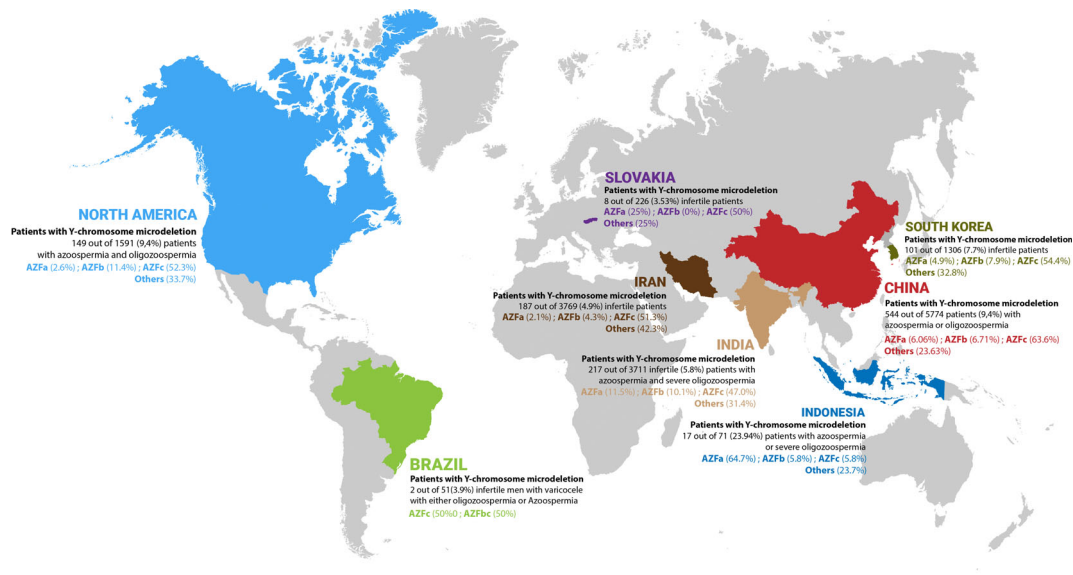 NORTH AMERICA
Patients with Y-chromosome microdeletion
149 out of 1591 (9,4%) patients
with azoospermia and oligozoospermia
AZFa (2.6%) ; AZFb (11.4%) ; AZFc (52.3%)
Others (33.7%)
SLOVAKIA
Patients with Y-chromosome microdeletion
8 out of 226 (3.53%) infertile patients
AZFa (25%) ; AZFb (0%) ; AZFc (50%)
Others (25%)
SOUTH KOREA
Patients with Y-chromosome microdeletion
101 out of 1306 (7.7%) infertile patients
AZFa (4.9%) ; AZFb (7.9%) ; AZFc (54.4%)
Others (32.8%)
IRAN
Patients with Y-chromosome microdeletion
187 out of 3769 (4.9%) infertile patients
AZFa (2.1%) ; AZFb (4.3%) ; AZFc (51.3%)
Others (42.3%)
CHINA
Patients with Y-chromosome microdeletion
544 out of 5774 patients (9,4%) with
azoospermia or oligozoospermia
AZFa (6.06%) ; AZFb (6.71%) ; AZFc (63.6%)
Others (23.63%)
INDIA
Patients with Y-chromosome microdeletion
217 out of 3711 infertile (5.8%) patients with
azoospermia and severe oligozoospermia
AZFa (11.5%) ; AZFb (10.1%) ; AZFc (47.0%)
Others (31.4%)
INDONESIA
Patients with Y-chromosome microdeletion
17 out of 71 (23.94%) patients with azoospermia
or severe oligozoospermia
AZFa (64.7%) ; AZFb (5.8%) ; AZFc (5.8%)
Others (23.7%)
BRAZIL
Patients with Y-chromosome microdeletion
2 out of 51(3.9%) infertile men with varicocele
with either oligozoospermia or Azoospermia
AZFc (50%0 ; AZFbc (50%)